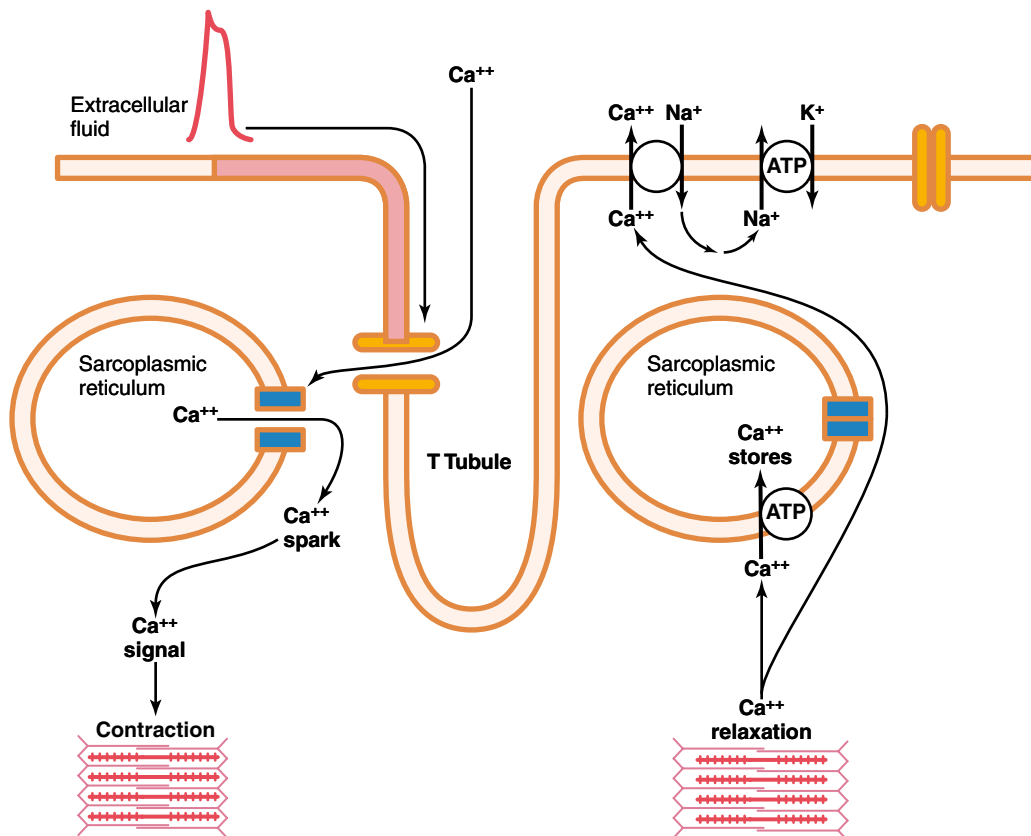 Extracellular
fluid
Ca++
Ca++
Na+
K+
ATP
Ca++
Na+
Sarcoplasmic
reticulum
Ca++
T Tubule
Ca++
spark
Ca++
signal
Contraction
Sarcoplasmic
reticulum
Ca++
stores
ATP
Ca++
Ca++
relaxation